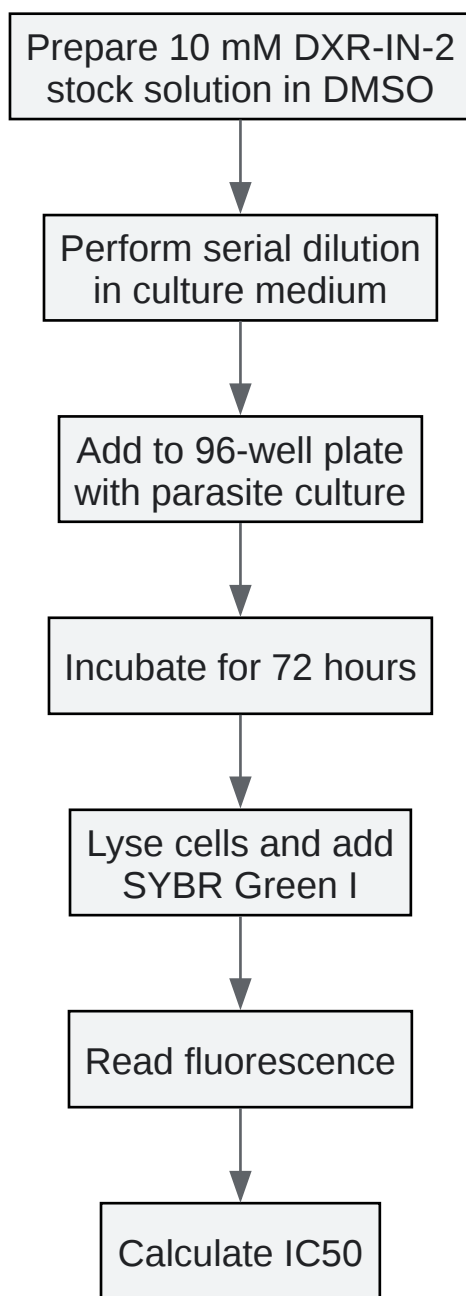 Prepare 10 mM DXR-IN-2
stock solution in DMSO
Perform serial dilution
in culture medium
Add to 96-well plate
with parasite culture
Incubate for 72 hours
Lyse cells and add
SYBR Green I
Read fluorescence
Calculate IC50